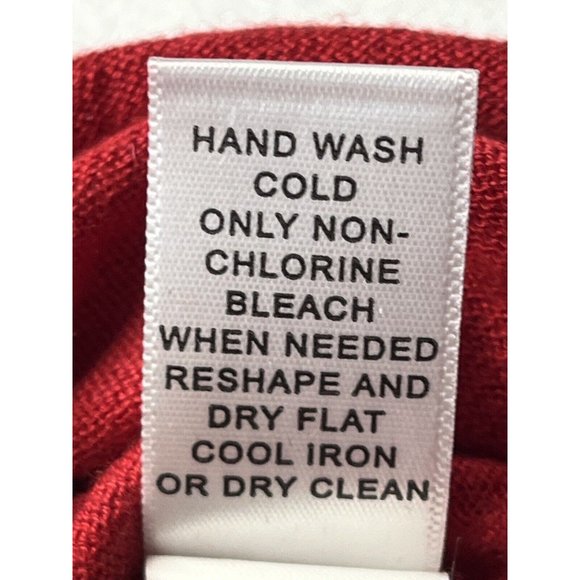 HAND WASH
COLD
ONLY NON-
CHLORINE
BLEACH
WHEN NEEDED
RESHAPE AND
DRY FLAT
COOL IRON
OR DRY CLEAN